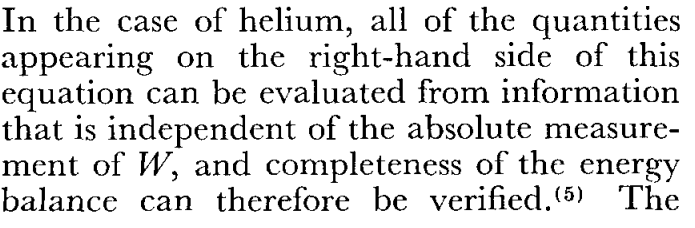 In the case of helium, all of the quantities
appearing on the right-hand side of this
equation can be evaluated from information
that is independent of the absolute measure-
ment of W, and completeness of the energy
balance can therefore be verified.(5) The